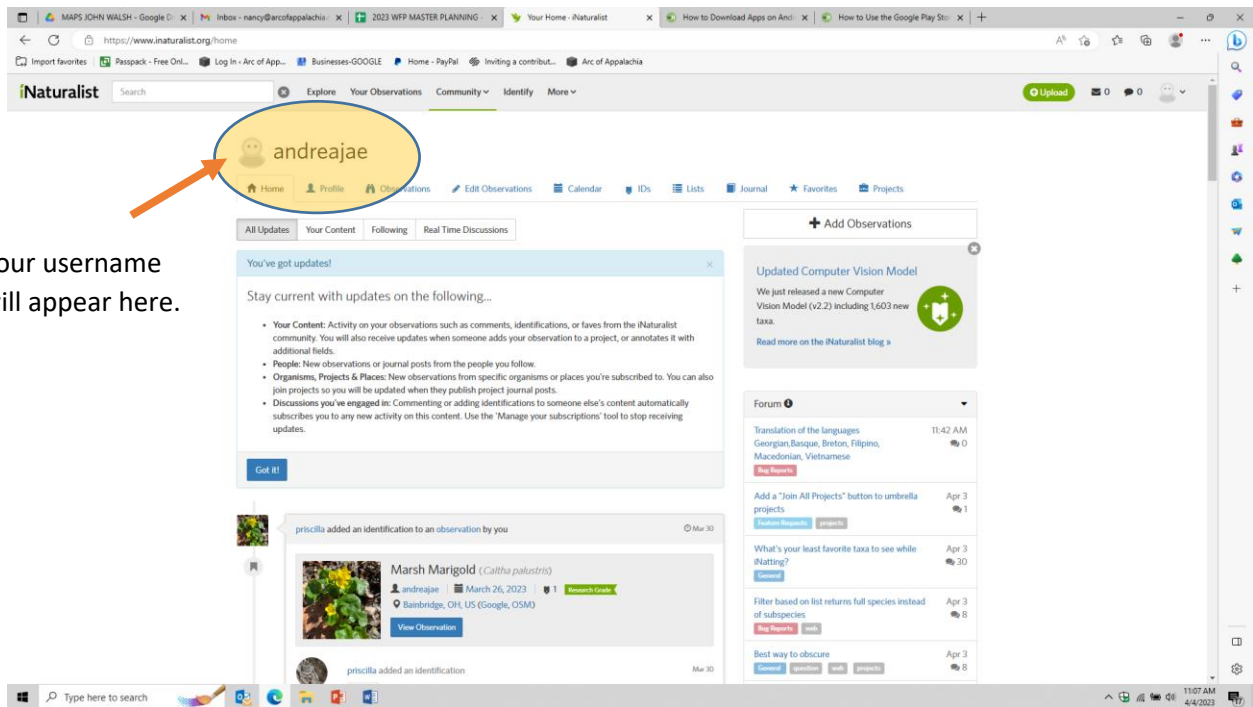 MAPS JOHN WALSH - Google D
Inbox - nancy@arcofappalachia.
2023 WFP MASTER PLANNING -
Your Home · iNaturalist
How to Download Apps on And
How to Use the Google Play Sto
https://www.inaturalist.org/home
Import favorites
Passpack - Free Onl...
Log In ‹ Arc of App...
Businesses-GOOGLE
Home - PayPal
Inviting a contribut...
Arc of Appalachia
iNaturalist
Search
Explore
Your Observations
Community
Identify
More
Upload
0
0
andreajae
Home
Profile
Observations
Edit Observations
Calendar
IDs
Lists
Journal
Favorites
Projects
our username
ill appear here.
All Updates
Your Content
Following
Real Time Discussions
You've got updates!
Stay current with updates on the following...
• Your Content: Activity on your observations such as comments, identifications, or faves from the iNaturalist
community. You will also receive updates when someone adds your observation to a project, or annotates it with
additional fields.
• People: New observations or journal posts from the people you follow.
• Organisms, Projects & Places: New observations from specific organisms or places you're subscribed to. You can also
join projects so you will be updated when they publish project journal posts.
• Discussions you've engaged in: Commenting or adding identifications to someone else's content automatically
subscribes you to any new activity on this content. Use the 'Manage your subscriptions' tool to stop receiving
updates.
Got it!
priscilla added an identification to an observation by you
Mar 30
Marsh Marigold (Caltha palustris)
andreajae
March 26, 2023
1
Research Grade
Bainbridge, OH, US (Google, OSM)
View Observation
priscilla added an identification
Mar 30
Add Observations
Updated Computer Vision Model
We just released a new Computer
Vision Model (v2.2) including 1,603 new
taxa.
Read more on the iNaturalist blog »
Forum
Translation of the languages
Georgian,Basque, Breton, Filipino,
Macedonian, Vietnamese
11:42 AM
0
Bug Reports
Add a "Join All Projects" button to umbrella
projects
Apr 3
1
Feature Requests
projects
What's your least favorite taxa to see while
iNatting?
Apr 3
30
General
Filter based on list returns full species instead
of subspecies
Apr 3
8
Bug Reports
web
Best way to obscure
Apr 3
8
General
question
web
projects
Type here to search
11:07 AM
4/4/2023